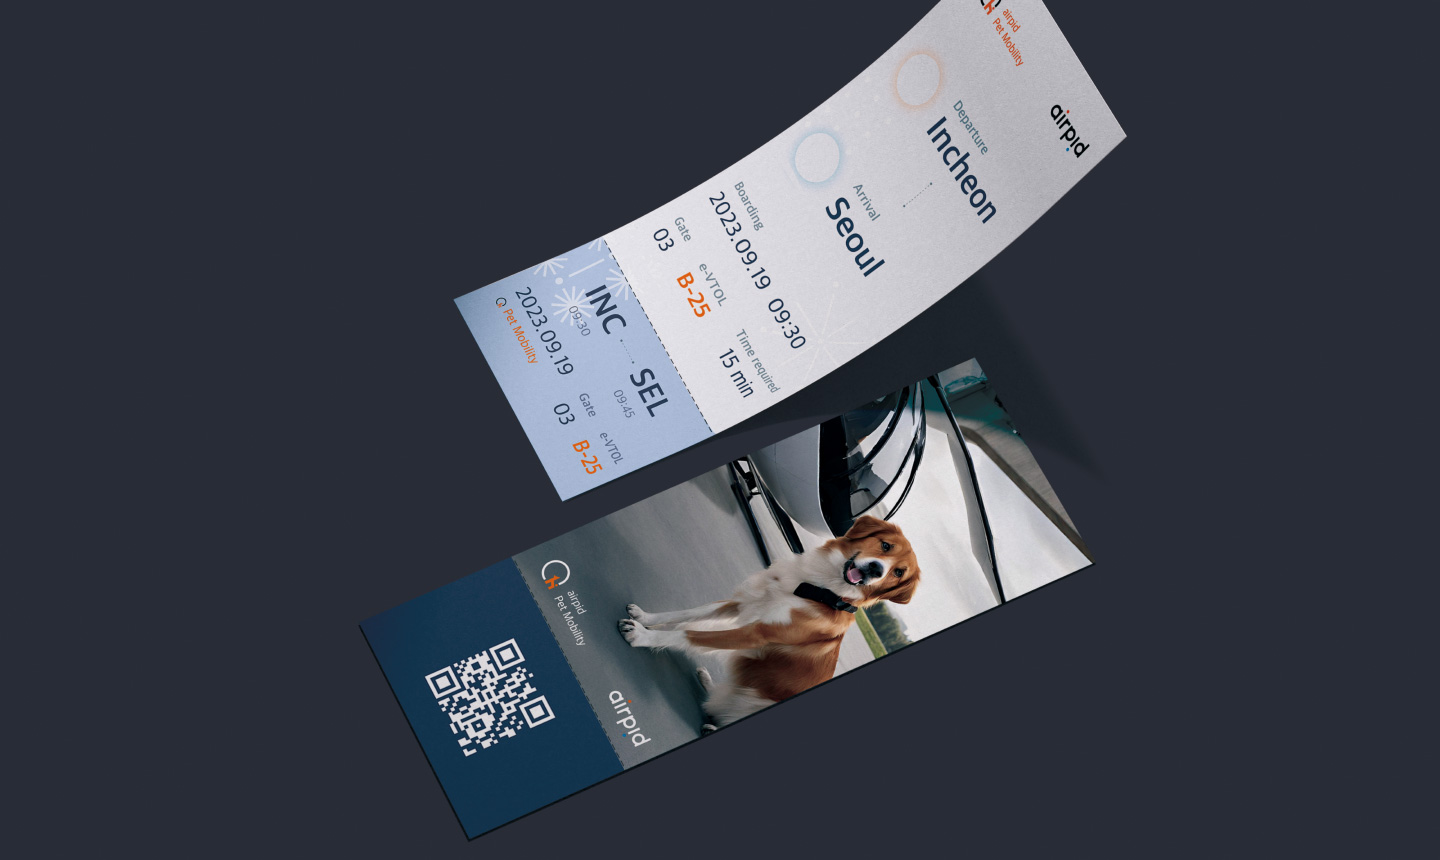 airpid
Pet Mobility
airpid
Departure
Incheon
Arrival
Seoul
Boarding
2023.09.19 09:30
Gate
03
e-VTOL
B-25
Time required
15 min
INC
SEL
09:30
09:45
2023.09.19
Pet Mobility
Gate
03
e-VTOL
B-25
airpid
Pet Mobility
airpid